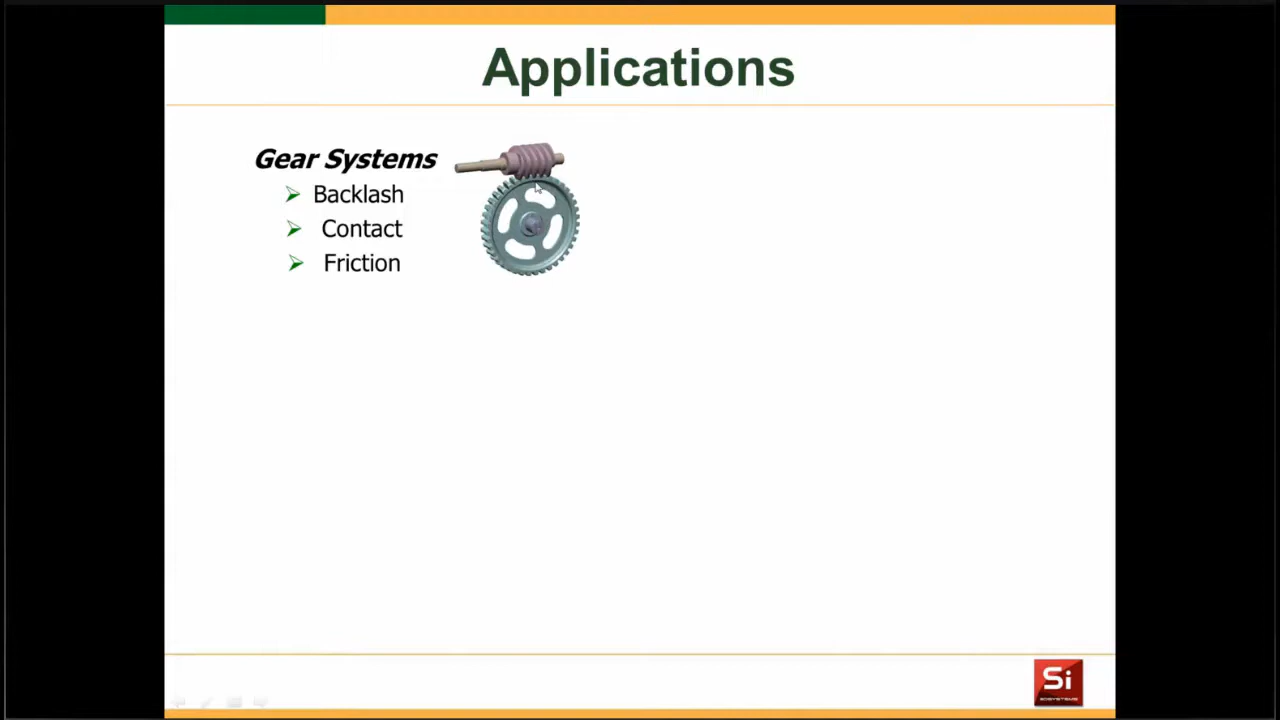 Applications
Gear Systems
Backlash
Contact
Friction
Si